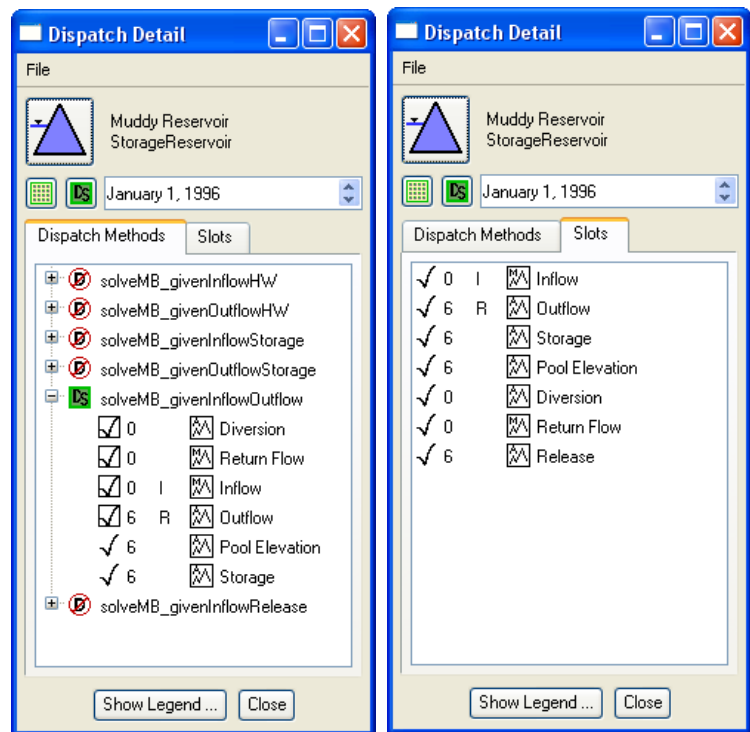 Dispatch Detail
File
Muddy Reservoir
StorageReservoir
DS January 1, 1996
Dispatch Methods Slots
D solveMB_givenInflowHW
D solveMB_givenOutflowHW
D solveMB_givenInflowStorage
D solveMB_givenOutflowStorage
DS solveMB_givenInflowOutflow
0 Diversion
0 M Return Flow
0 I M Inflow
6 R Outflow
6 Pool Elevation
6 Storage
D solveMB_givenInflowRelease
Show Legend ... Close
Dispatch Detail
File
Muddy Reservoir
StorageReservoir
DS January 1, 1996
Dispatch Methods Slots
0 I M Inflow
6 R Outflow
6 Storage
6 Pool Elevation
0 Diversion
0 M Return Flow
6 Release
Show Legend ... Close